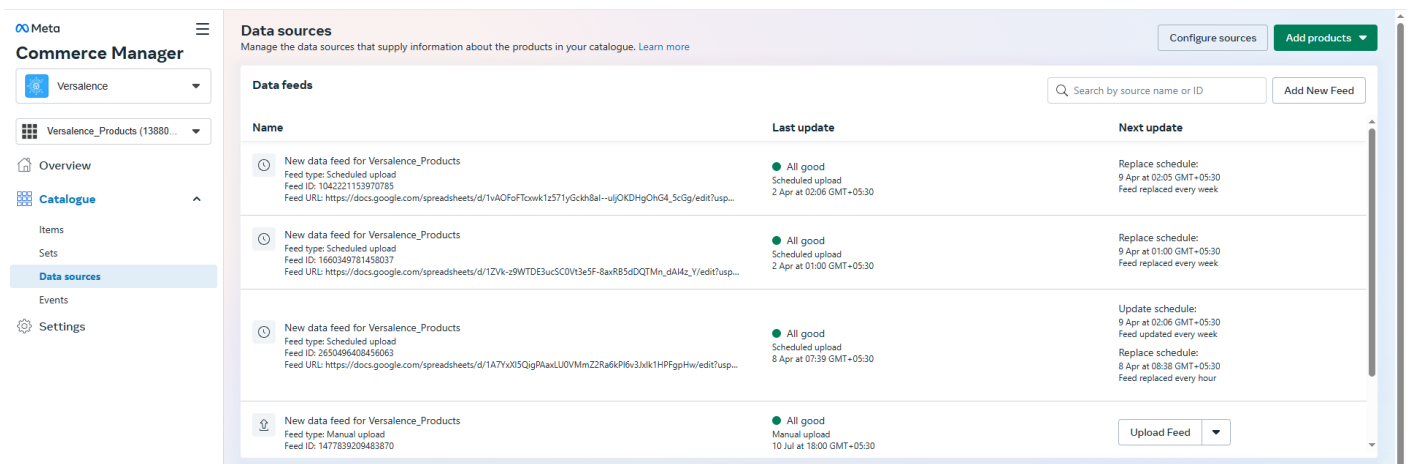 Meta
Commerce Manager
Versalence
Versalence_Products (13880...
Overview
Catalogue
Items
Sets
Data sources
Events
Settings
Data sources
Manage the data sources that supply information about the products in your catalogue. Learn more
Configure sources
Add products
Data feeds
Search by source name or ID
Add New Feed
Name
Last update
Next update
New data feed for Versalence_Products
Feed type: Scheduled upload
Feed ID: 1042221153970785
Feed URL: https://docs.google.com/spreadsheets/d/1vAOFoFTcxwk1z571yGckh8al--uljOKDHgOhG4_5cGg/edit?usp...
All good
Scheduled upload
2 Apr at 02:06 GMT+05:30
Replace schedule:
9 Apr at 02:05 GMT+05:30
Feed replaced every week
New data feed for Versalence_Products
Feed type: Scheduled upload
Feed ID: 1660349781458037
Feed URL: https://docs.google.com/spreadsheets/d/1ZVk-z9WTDE3ucSC0Vt3e5F-8axRB5dDQTMn_dAl4z_Y/edit?usp...
All good
Scheduled upload
2 Apr at 01:00 GMT+05:30
Replace schedule:
9 Apr at 01:00 GMT+05:30
Feed replaced every week
New data feed for Versalence_Products
Feed type: Scheduled upload
Feed ID: 2650496408456063
Feed URL: https://docs.google.com/spreadsheets/d/1A7YxXl5QigPAaxLU0VMmZ2Ra6kPl6v3Jxlk1HPFgpHw/edit?usp...
All good
Scheduled upload
8 Apr at 07:39 GMT+05:30
Update schedule:
9 Apr at 02:06 GMT+05:30
Feed updated every week
Replace schedule:
8 Apr at 08:38 GMT+05:30
Feed replaced every hour
New data feed for Versalence_Products
Feed type: Manual upload
Feed ID: 1477839209483870
All good
Manual upload
10 Jul at 18:00 GMT+05:30
Upload Feed